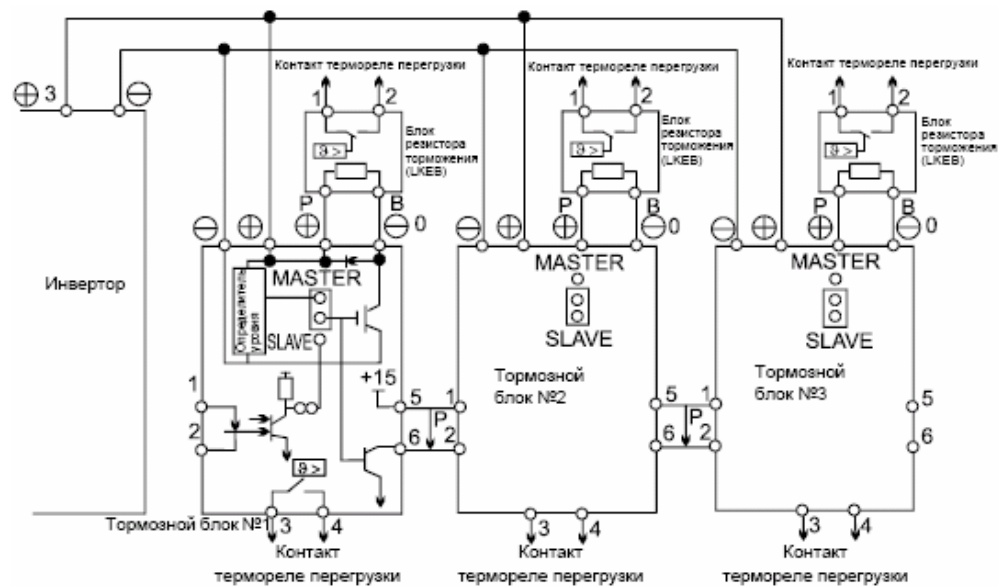 Контакт термореле перегрузки
Контакт термореле перегрузки
Контакт термореле перегрузки
⊕ 3 ⊖
1 2
1 2
1 2
ϑ >
ϑ >
ϑ >
Блок
резистора
торможения
(LKEB)
Блок
резистора
торможения
(LKEB)
Блок
резистора
торможения
(LKEB)
P B
P B
P B
⊖ ⊕ ⊕ ⊖ 0
⊖ ⊕ ⊕ ⊖ 0
⊖ ⊕ ⊕ ⊖ 0
Инвертор
MASTER
Определитель
уровня
SLAVE
MASTER
SLAVE
MASTER
SLAVE
+15
1
2
5
6
ϑ >
P
1
2
Тормозной
блок №2
5
6
P
1
2
Тормозной
блок №3
5
6
Тормозной блок №1
3 4
3 4
3 4
Контакт
термореле перегрузки
Контакт
термореле перегрузки
Контакт
термореле перегрузки